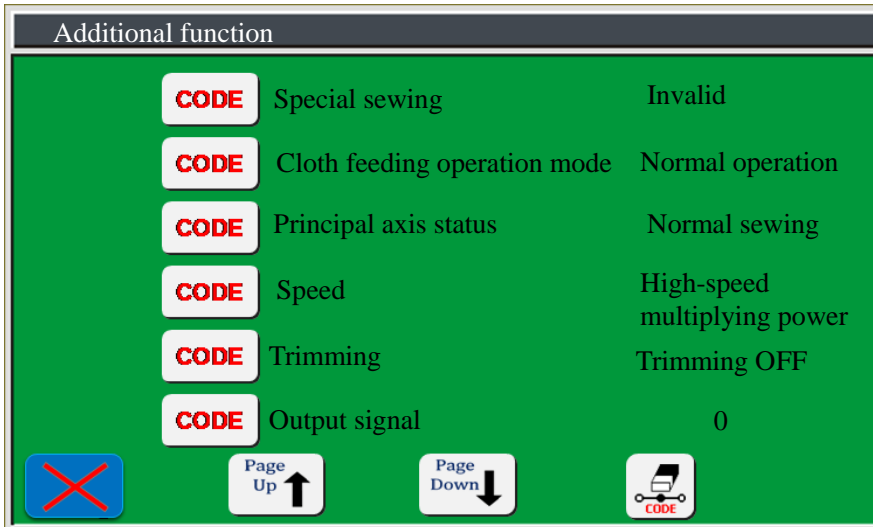 Additional function
CODE Special sewing Invalid
CODE Cloth feeding operation mode Normal operation
CODE Principal axis status Normal sewing
CODE Speed High-speed
multiplying power
CODE Trimming Trimming OFF
CODE Output signal 0
Page
Up
Page
Down
CODE